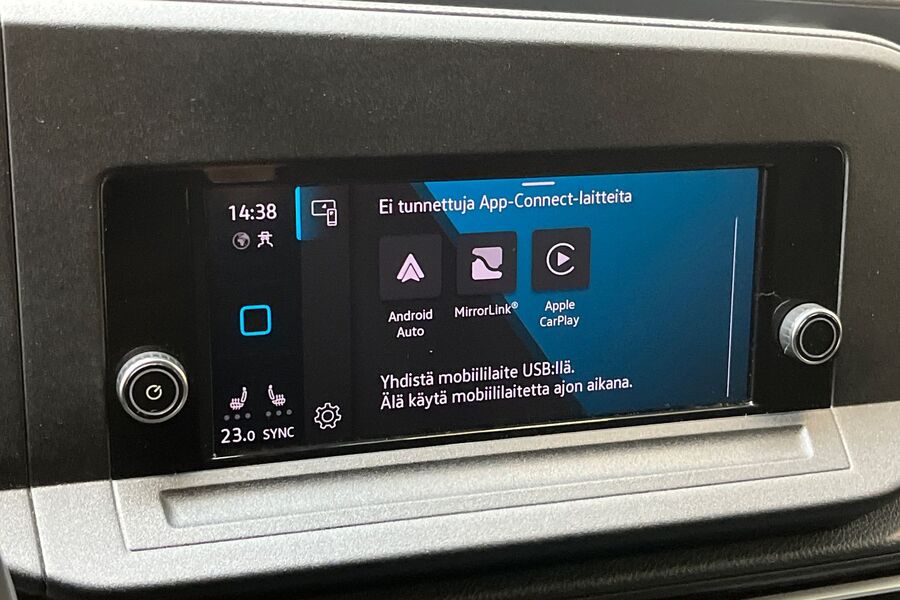 14:38
Ei tunnettuja App-Connect-laitteita
Android
Auto
MirrorLink®
Apple
CarPlay
Yhdistä mobiililaite USB:llä.
Älä käytä mobiililaitetta ajon aikana.
23.0 SYNC